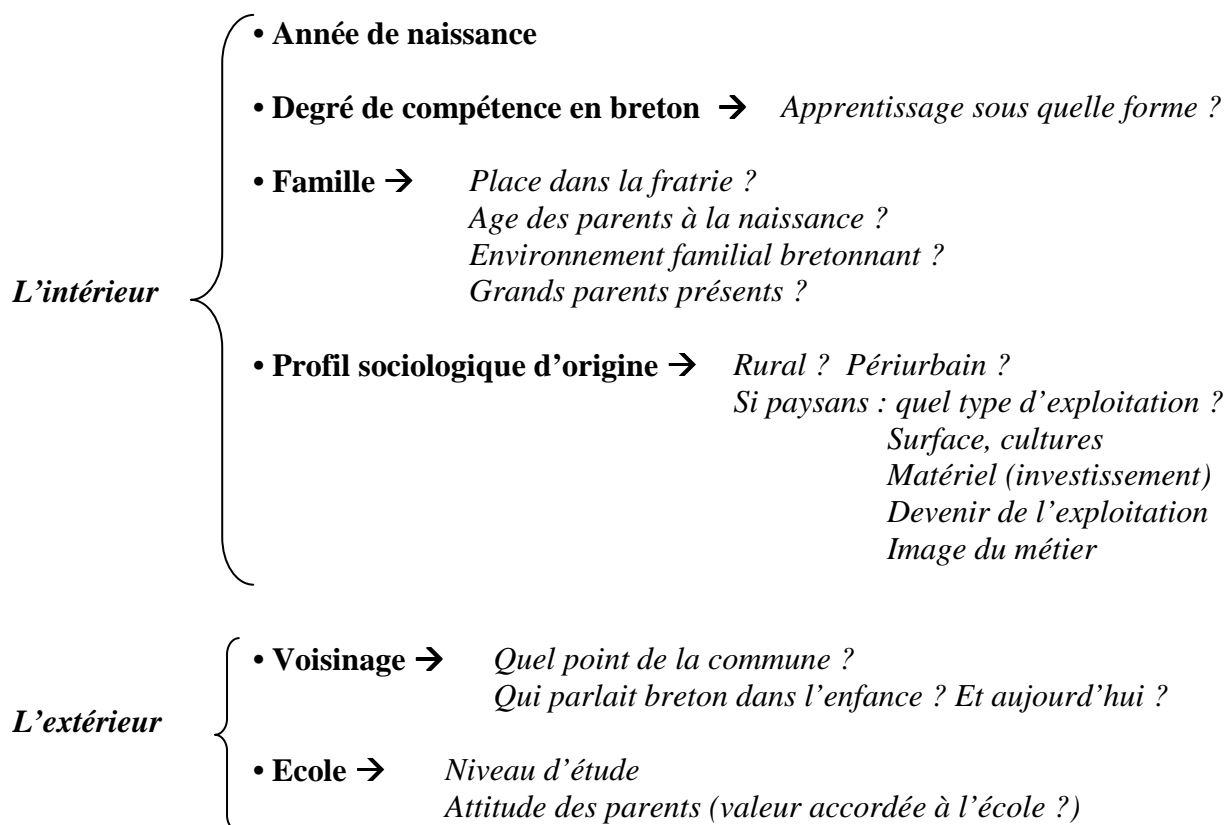 • Année de naissance
• Degré de compétence en breton → Apprentissage sous quelle forme ?
• Famille → Place dans la fratrie ?
Age des parents à la naissance ?
Environnement familial bretonnant ?
L’intérieur
Grands parents présents ?
• Profil sociologique d’origine → Rural ? Périurbain ?
Si paysans : quel type d’exploitation ?
Surface, cultures
Matériel (investissement)
Devenir de l’exploitation
Image du métier
• Voisinage → Quel point de la commune ?
Qui parlait breton dans l’enfance ? Et aujourd’hui ?
L’extérieur
• Ecole → Niveau d’étude
Attitude des parents (valeur accordée à l’école ?)